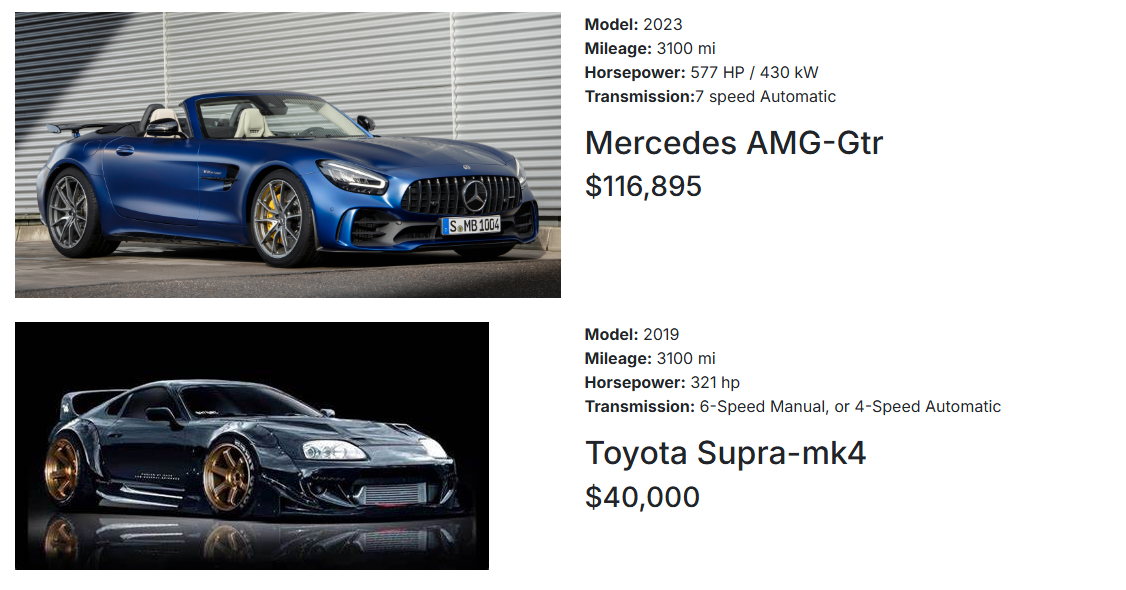 Model: 2023
Mileage: 3100 mi
Horsepower: 577 HP / 430 kW
Transmission:7 speed Automatic
Mercedes AMG-Gtr
$116,895
S MB 1004
Model: 2019
Mileage: 3100 mi
Horsepower: 321 hp
Transmission: 6-Speed Manual, or 4-Speed Automatic
Toyota Supra-mk4
$40,000